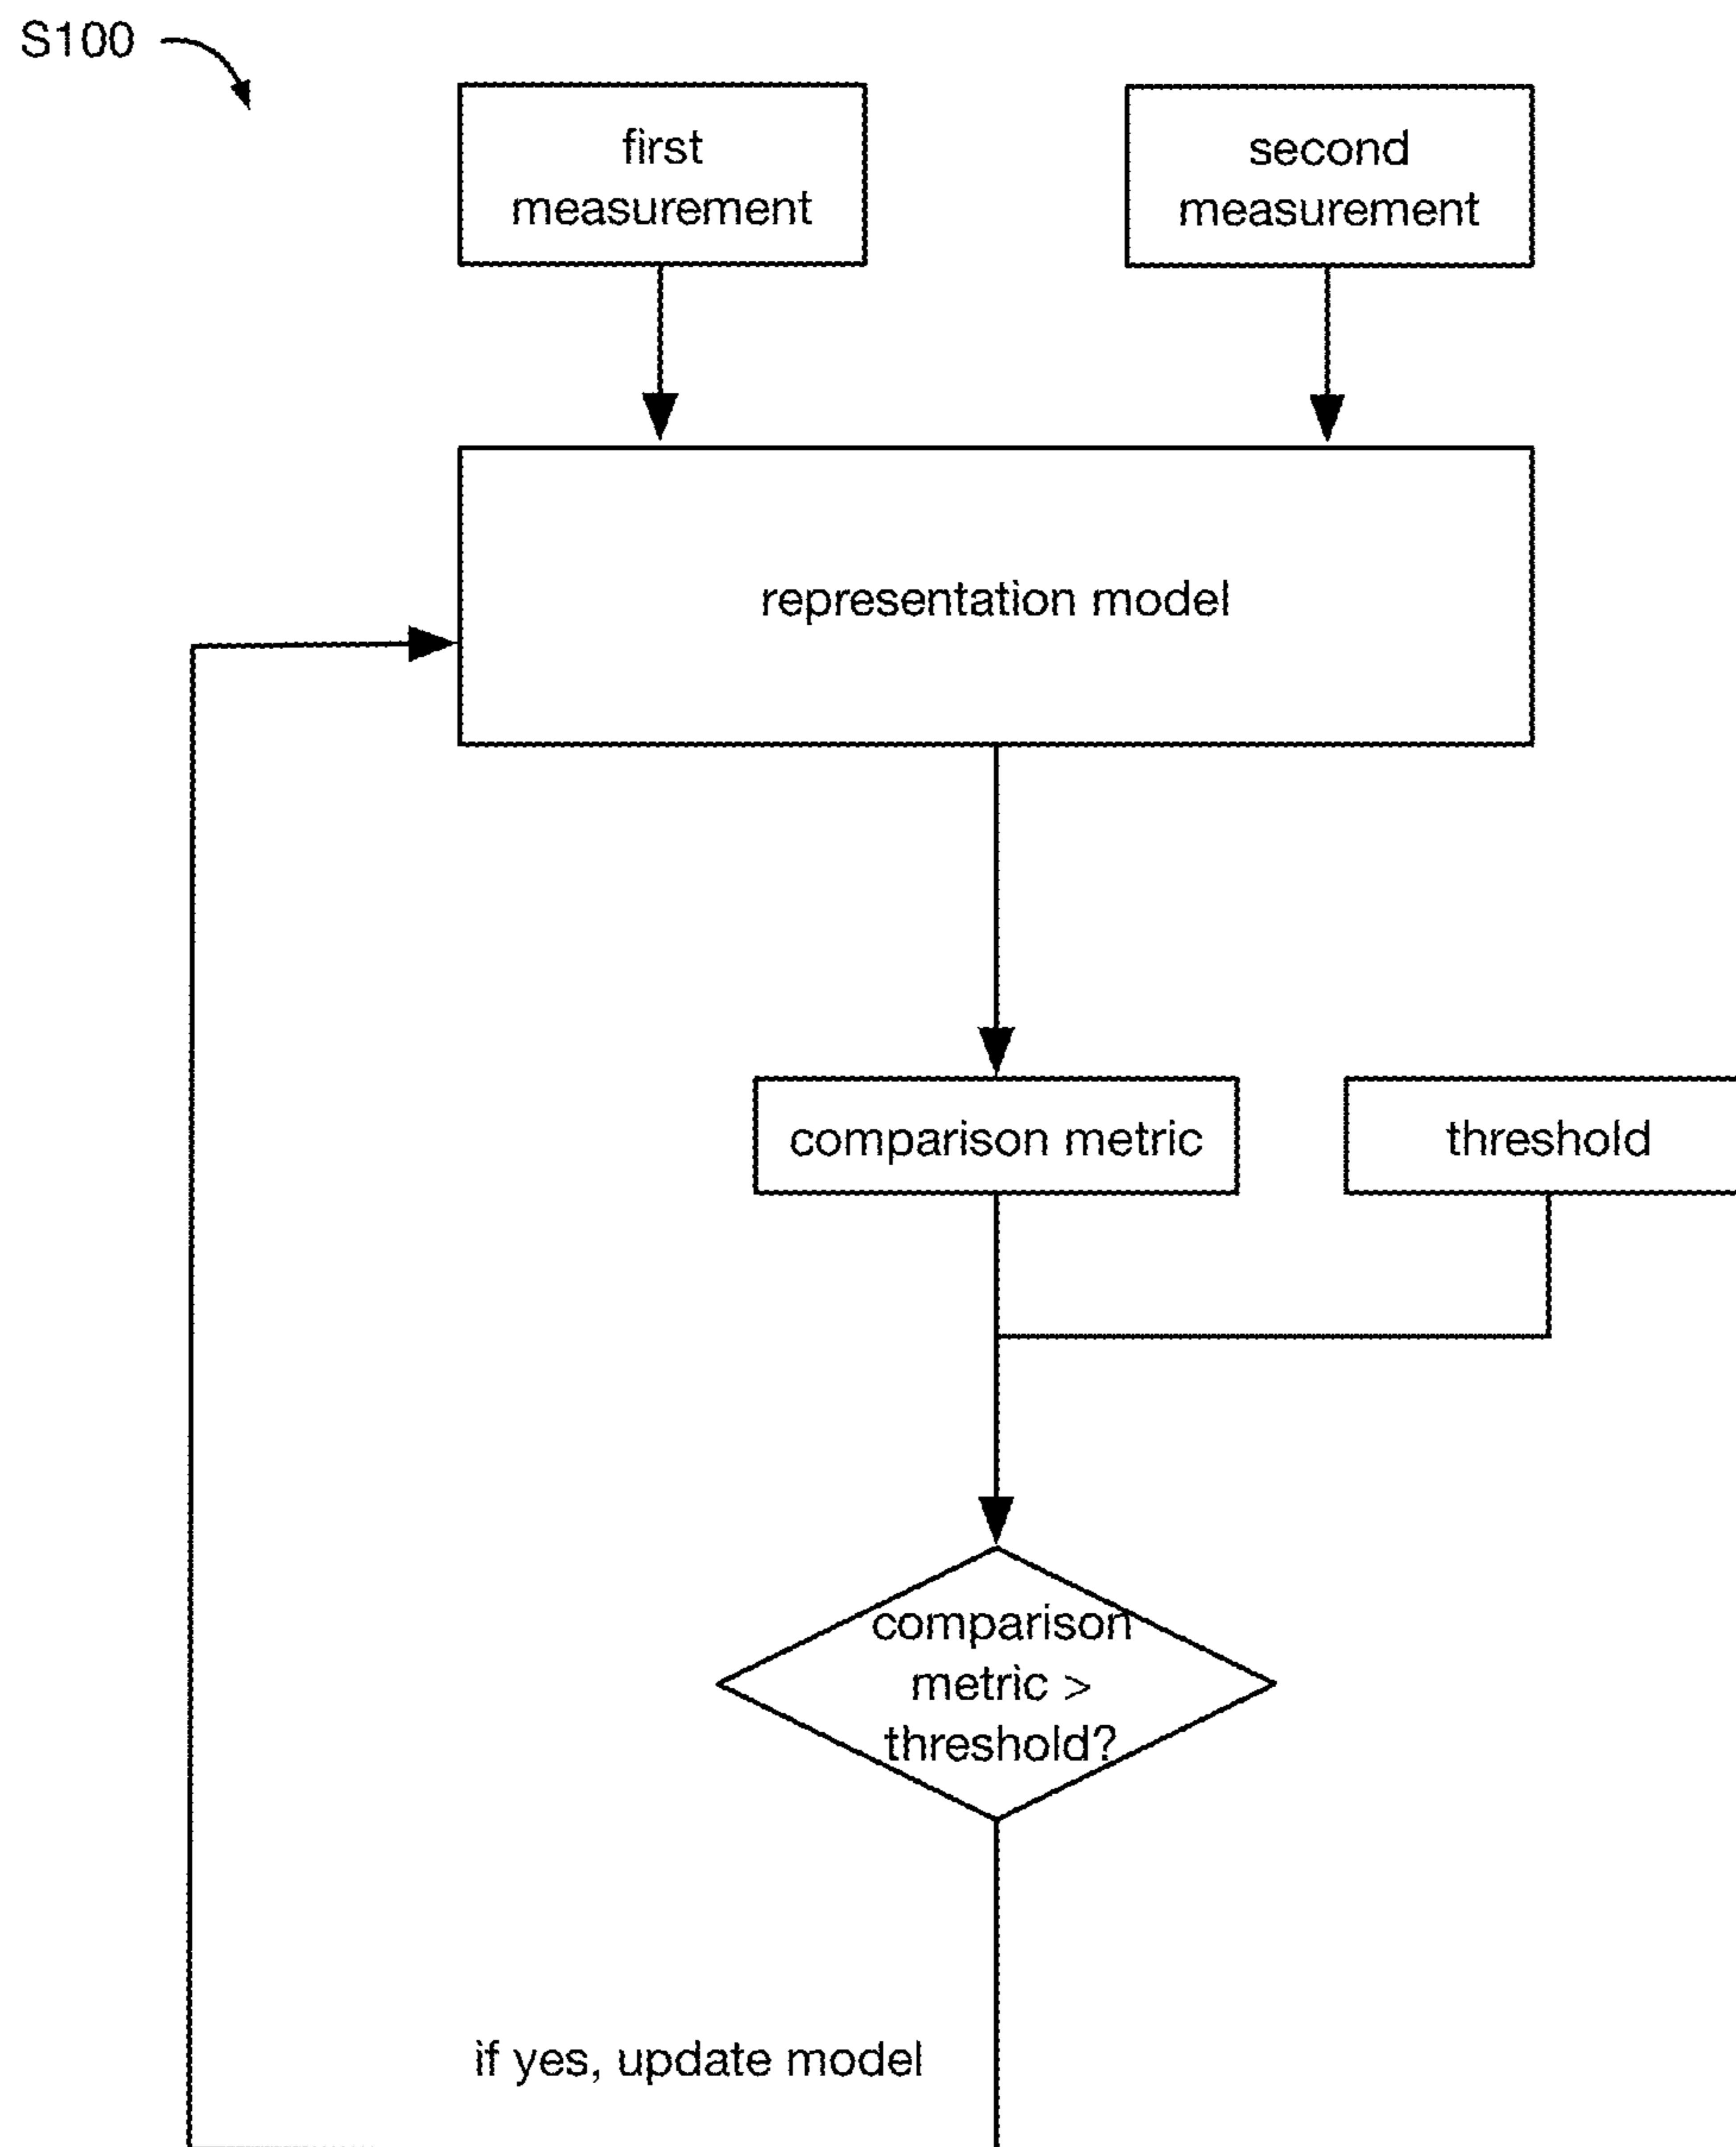 S100
first
measurement
second
measurement
representation model
comparison metric
threshold
comparison
metric >
threshold?
if yes, update model